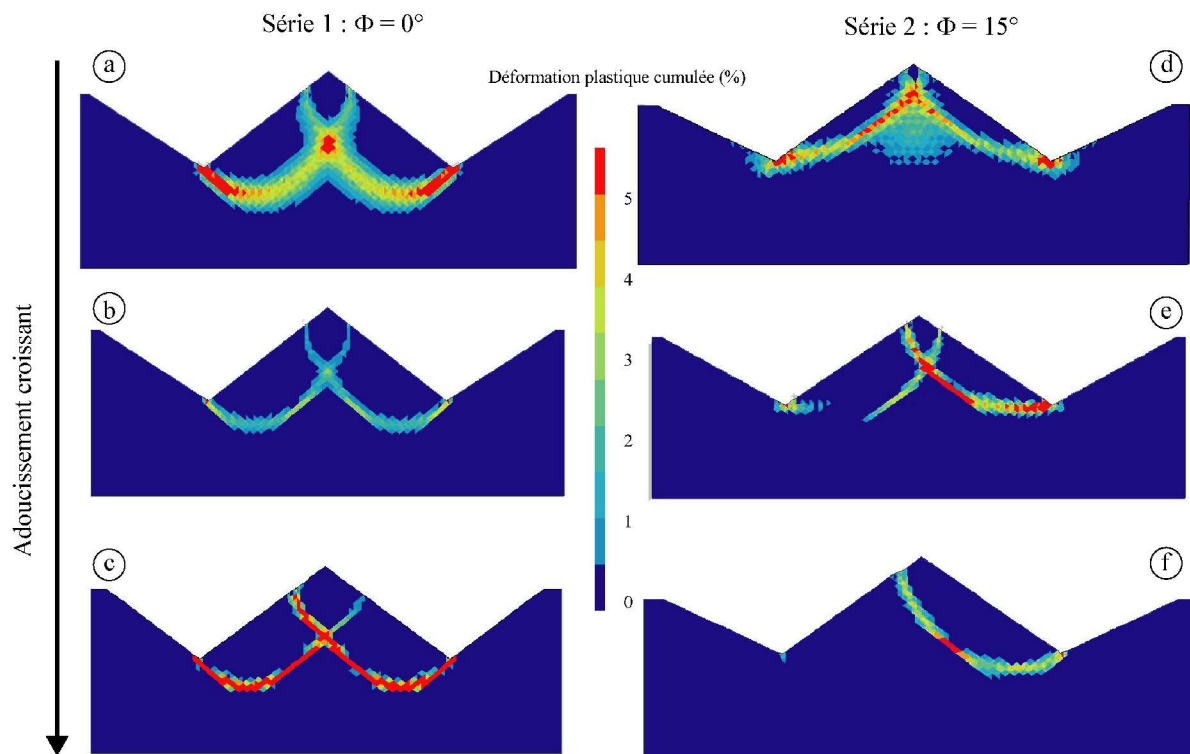 Série 1 : Φ = 0°
Série 2 : Φ = 15°
a
d
Déformation plastique cumulée (%)
5
4
b
e
3
2
1
c
f
0
Adoucissement croissant